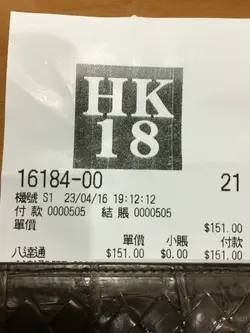 HK
18
16184-00 21
機號 S1 23/04/16 19:12:12
付款 0000505 結賬 0000505
單價 $151.00
單價 小賬 付款
八達通 $151.00 $0.00 $151.00